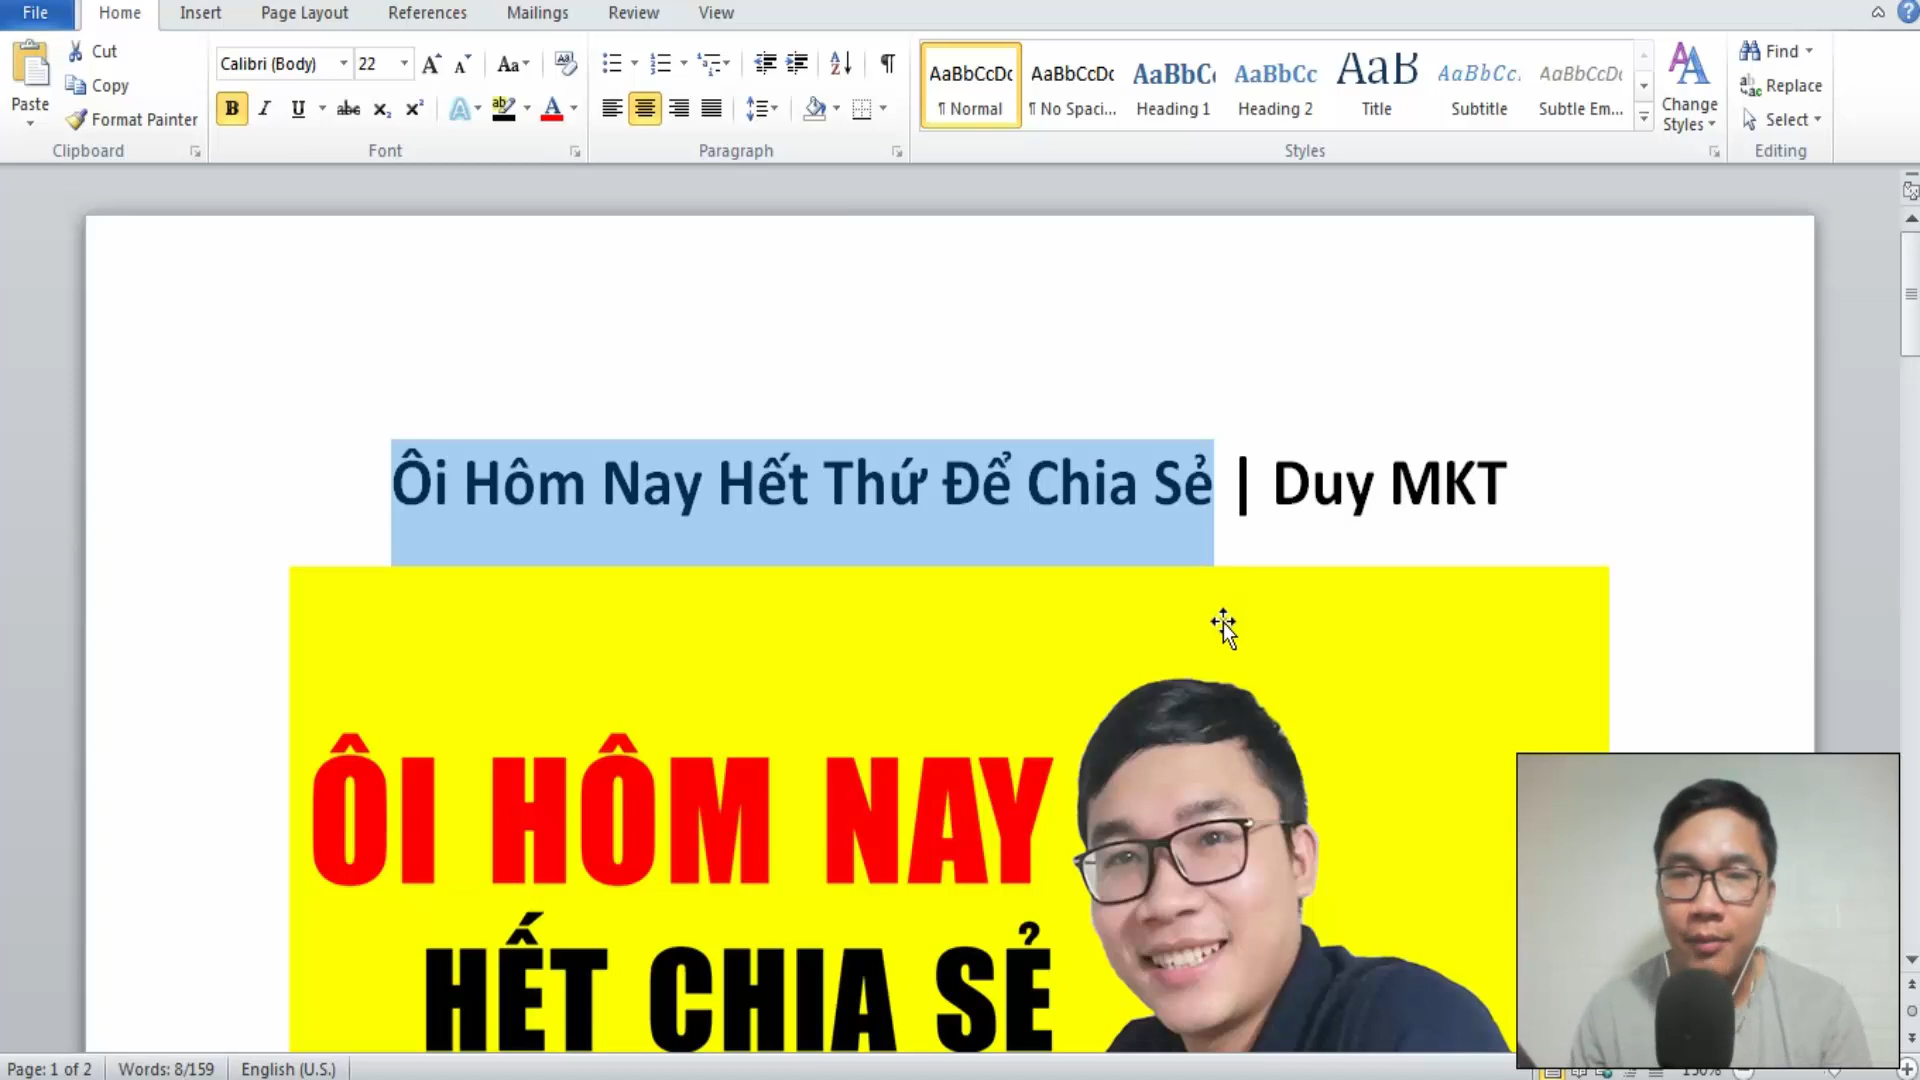 File Home Insert Page Layout References Mailings Review View
Cut
Copy
Format Painter
Paste
Clipboard
Calibri (Body) 22
Font
Paragraph
AaBbCcDc AaBbCcDc AaBbC AaBbCc AaB AaBbCc. AaBbCcDc
¶ Normal ¶ No Spaci... Heading 1 Heading 2 Title Subtitle Subtle Em...
Change
Styles
Styles
Find
Replace
Select
Editing
Ôi Hôm Nay Hết Thứ Để Chia Sẻ | Duy MKT
ÔI HÔM NAY
HẾT CHIA SẺ
Page: 1 of 2 Words: 8/159 English (U.S.)